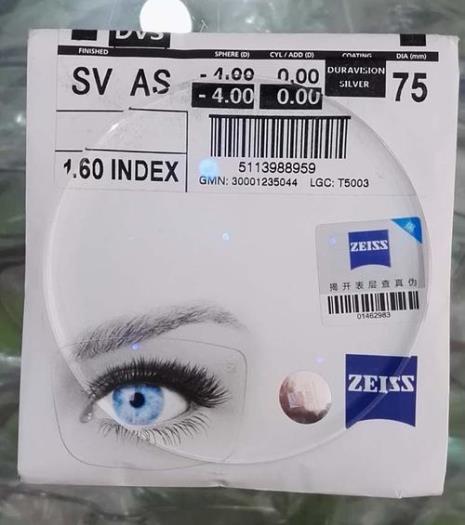 DVS
FINISHED SPHERE (D) CYL / ADD (D) COATING DIA (mm)
SV AS - 4.00 0.00 DURAVISION SILVER 75
- 4.00 0.00
5113988959
1.60 INDEX GMN: 30001235044 LGC: T5003
ZEISS
揭开表层查真伪
01462983
ZEISS